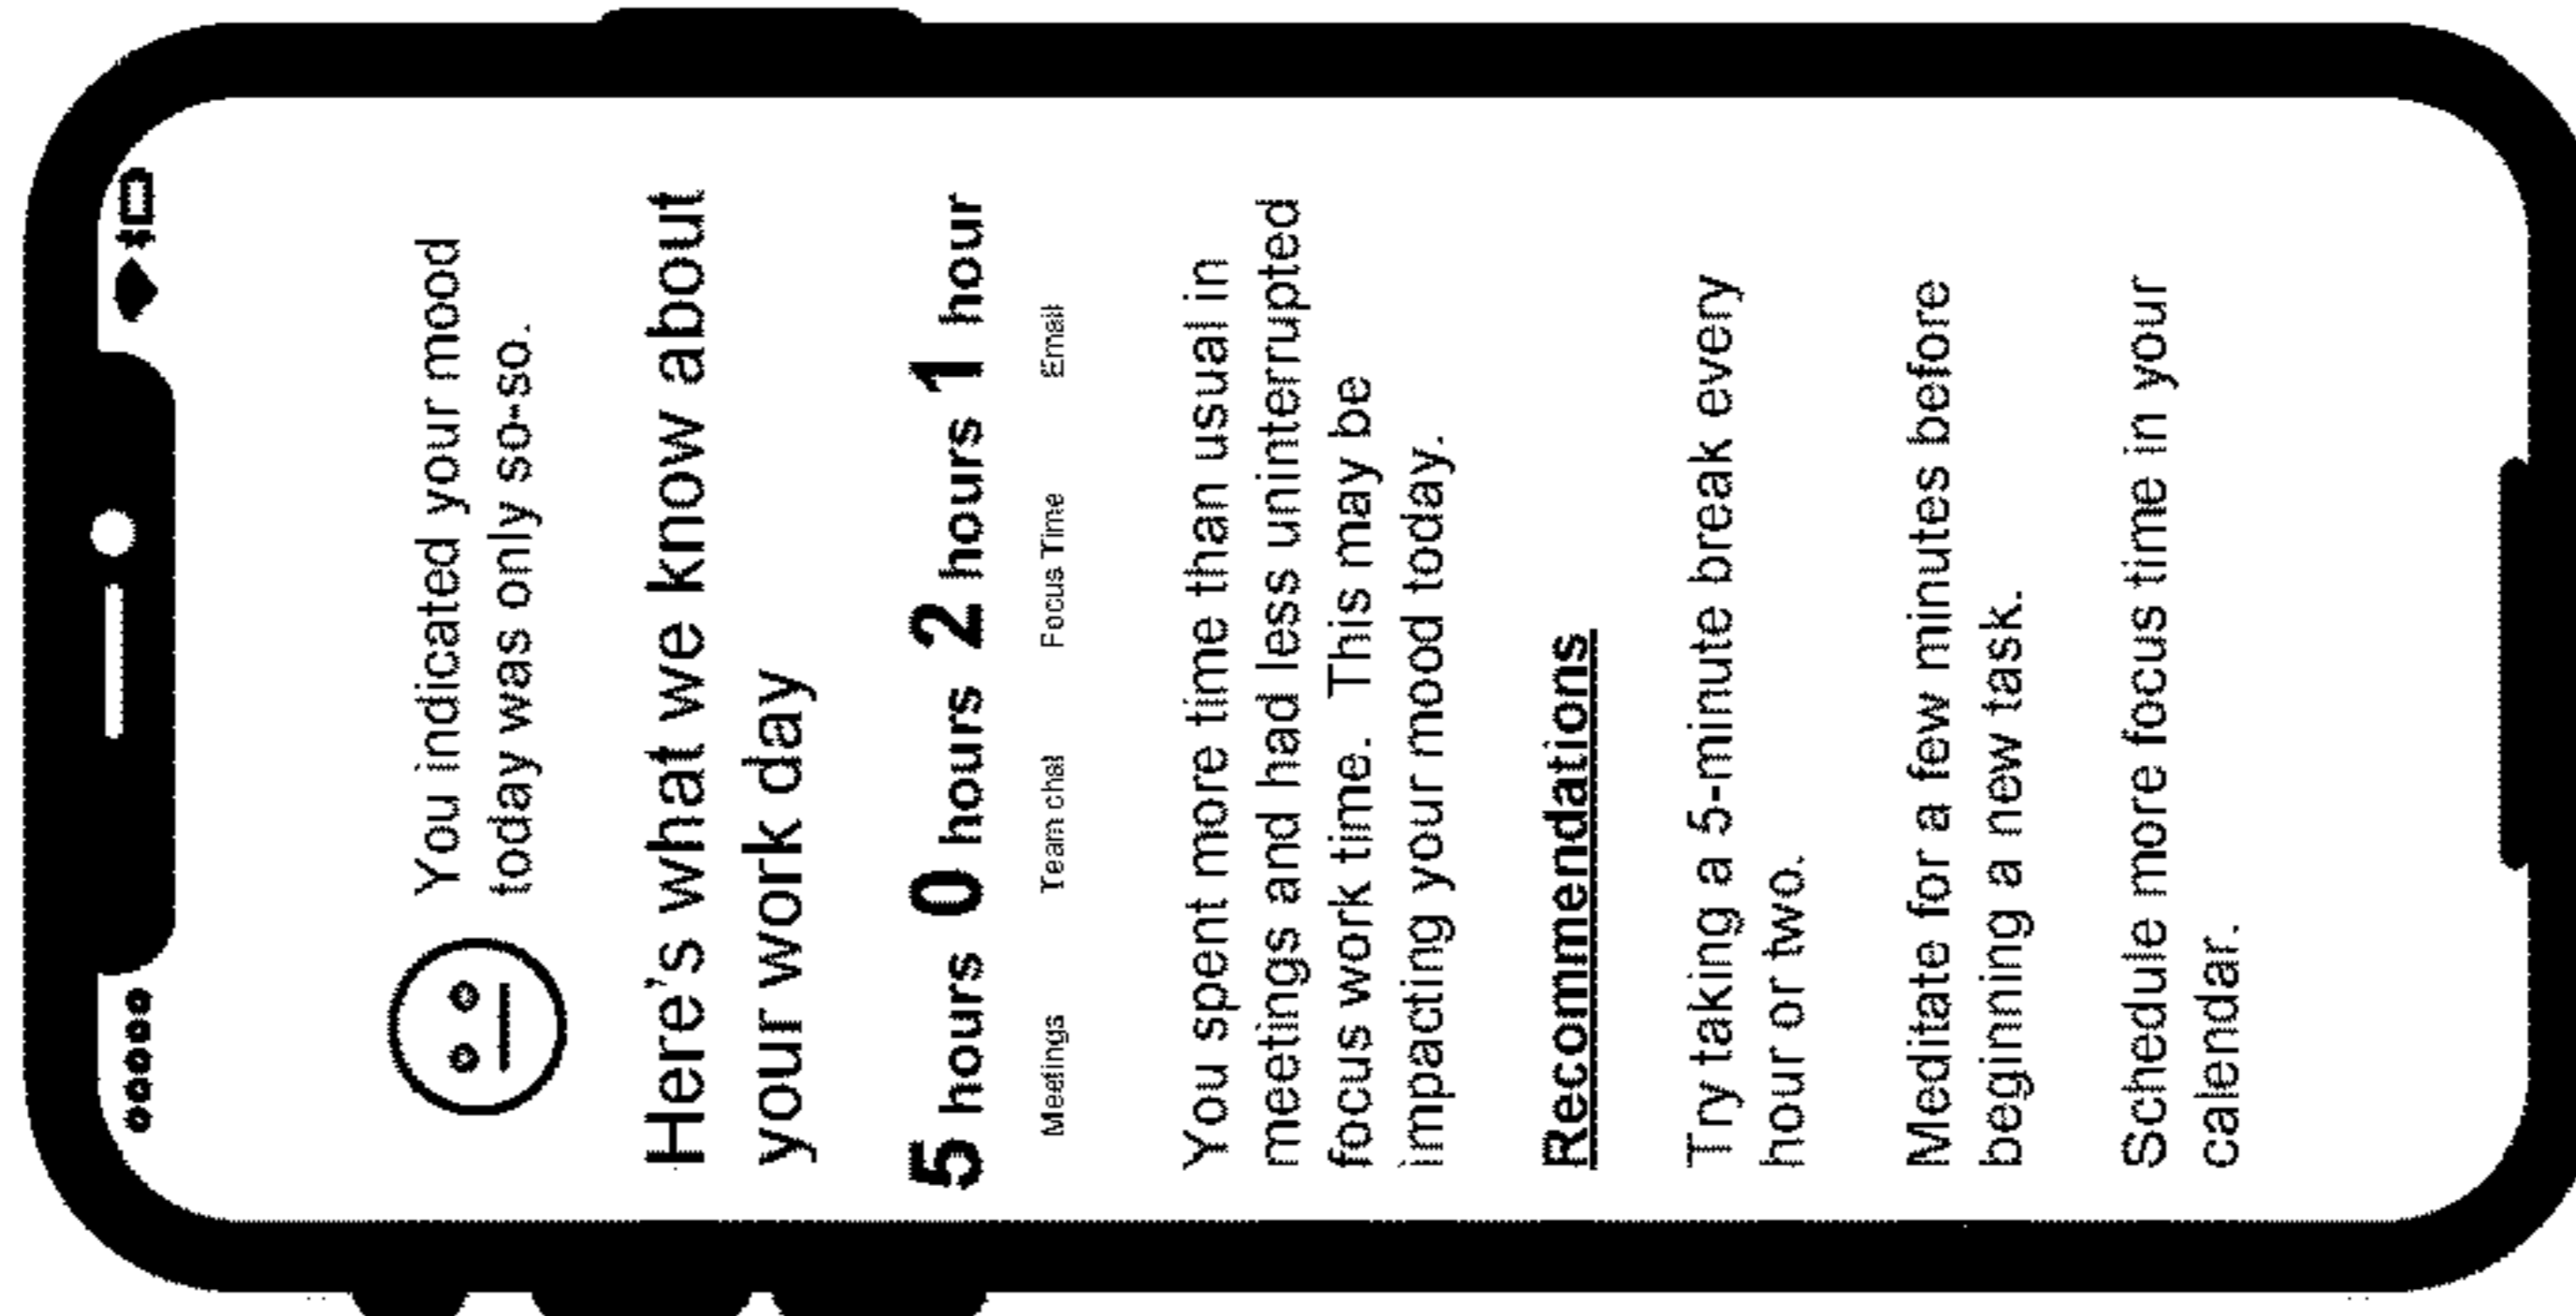 You indicated your mood
today was only so-so.
Here's what we know about
your work day
5 hours 0 hours 2 hours 1 hour
Meetings Team chat Focus Time Email
You spent more time than usual in
meetings and had less uninterrupted
focus work time. This may be
impacting your mood today.
Recommendations
Try taking a 5-minute break every
hour or two.
Meditate for a few minutes before
beginning a new task.
Schedule more focus time in your
calendar.